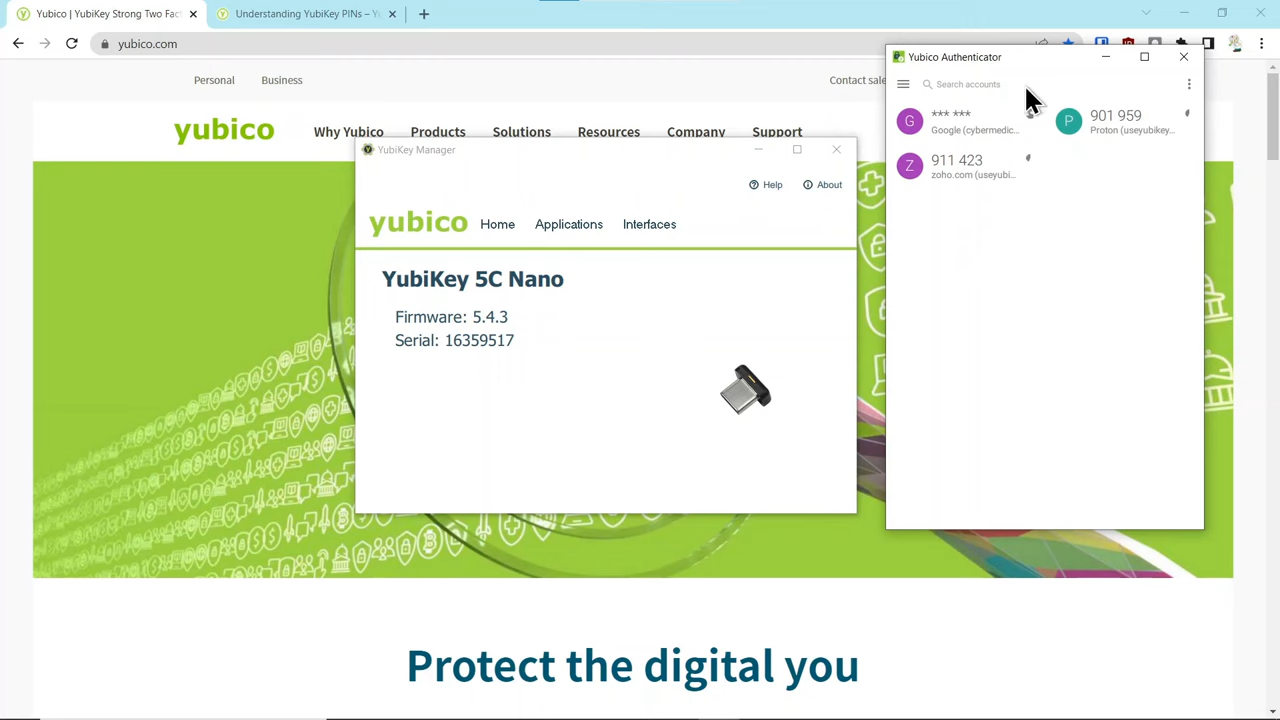 Yubico | YubiKey Strong Two Fact
Understanding YubiKey PINs – Yu
yubico.com
Personal
Business
Contact sale
yubico
Why Yubico
Products
Solutions
Resources
Company
Support
YubiKey Manager
Help
About
yubico
Home
Applications
Interfaces
YubiKey 5C Nano
Firmware: 5.4.3
Serial: 16359517
Yubico Authenticator
Search accounts
G
*** ***
Google (cybermedic...
P
901 959
Proton (useyubikey...
Z
911 423
zoho.com (useyubi...
Protect the digital you